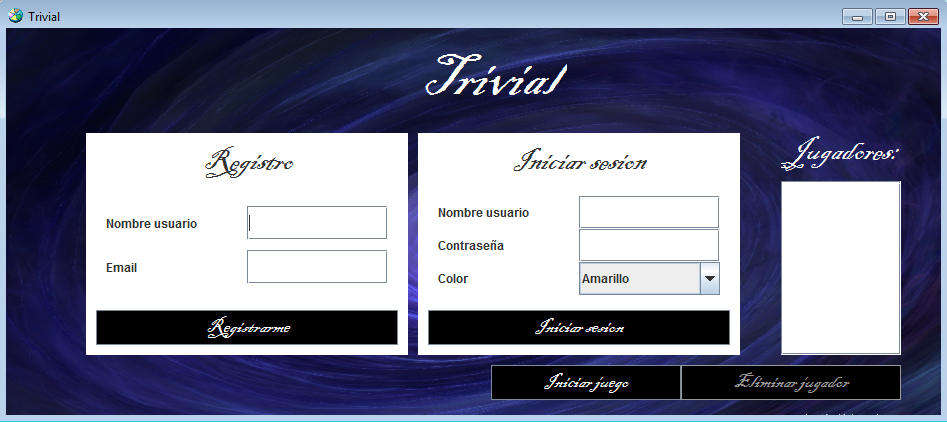 Trivial
Trivial
Registro
Nombre usuario
Email
Registrarme
Iniciar sesion
Nombre usuario
Contraseña
Color
Amarillo
Iniciar sesion
Jugadores:
Iniciar juego
Eliminar jugador